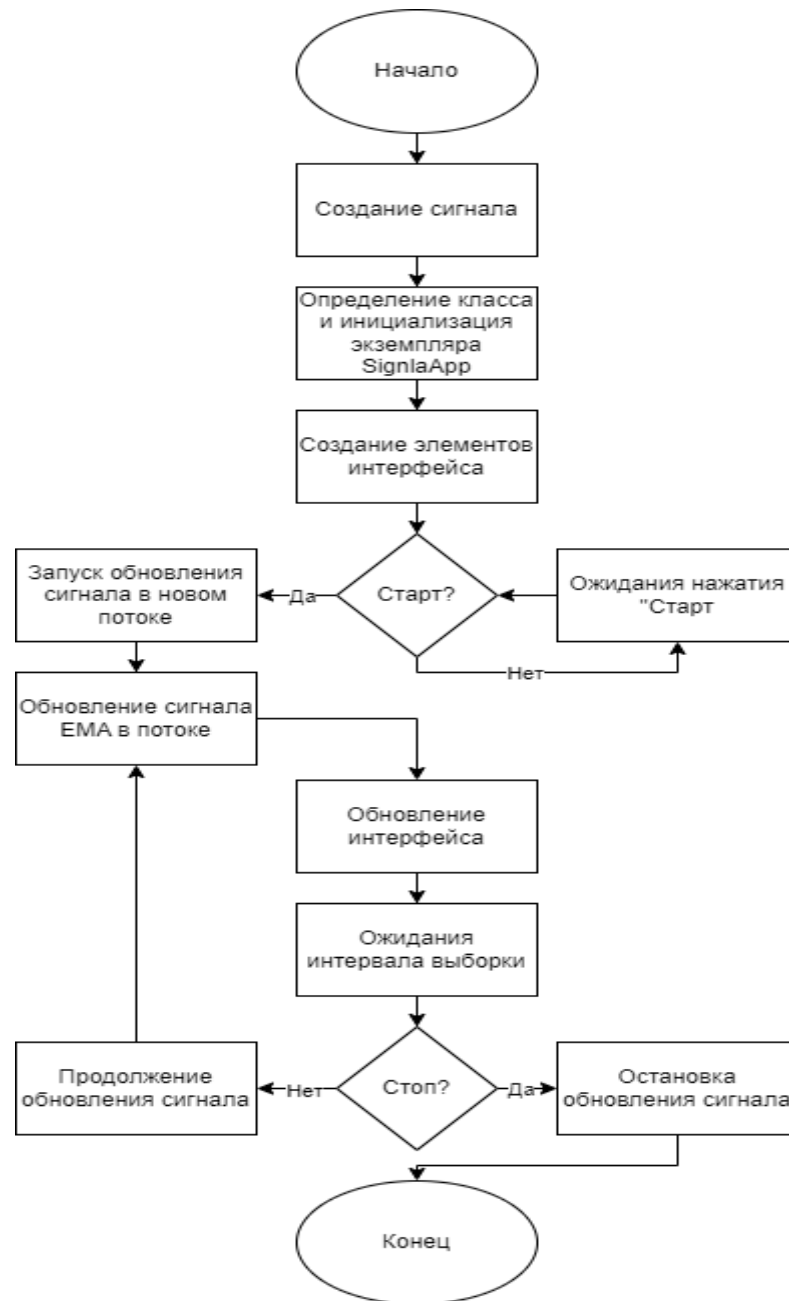 Начало
Создание сигнала
Определение класса
и инициализация
экземпляра
SignlaApp
Создание элементов
интерфейса
Запуск обновления
сигнала в новом
потоке
Да
Старт?
Ожидания нажатия
"Старт
Нет
Обновление сигнала
EMA в потоке
Обновление
интерфейса
Ожидания
интервала выборки
Продолжение
обновления сигнала
Нет
Стоп?
Да
Остановка
обновления сигнала
Конец